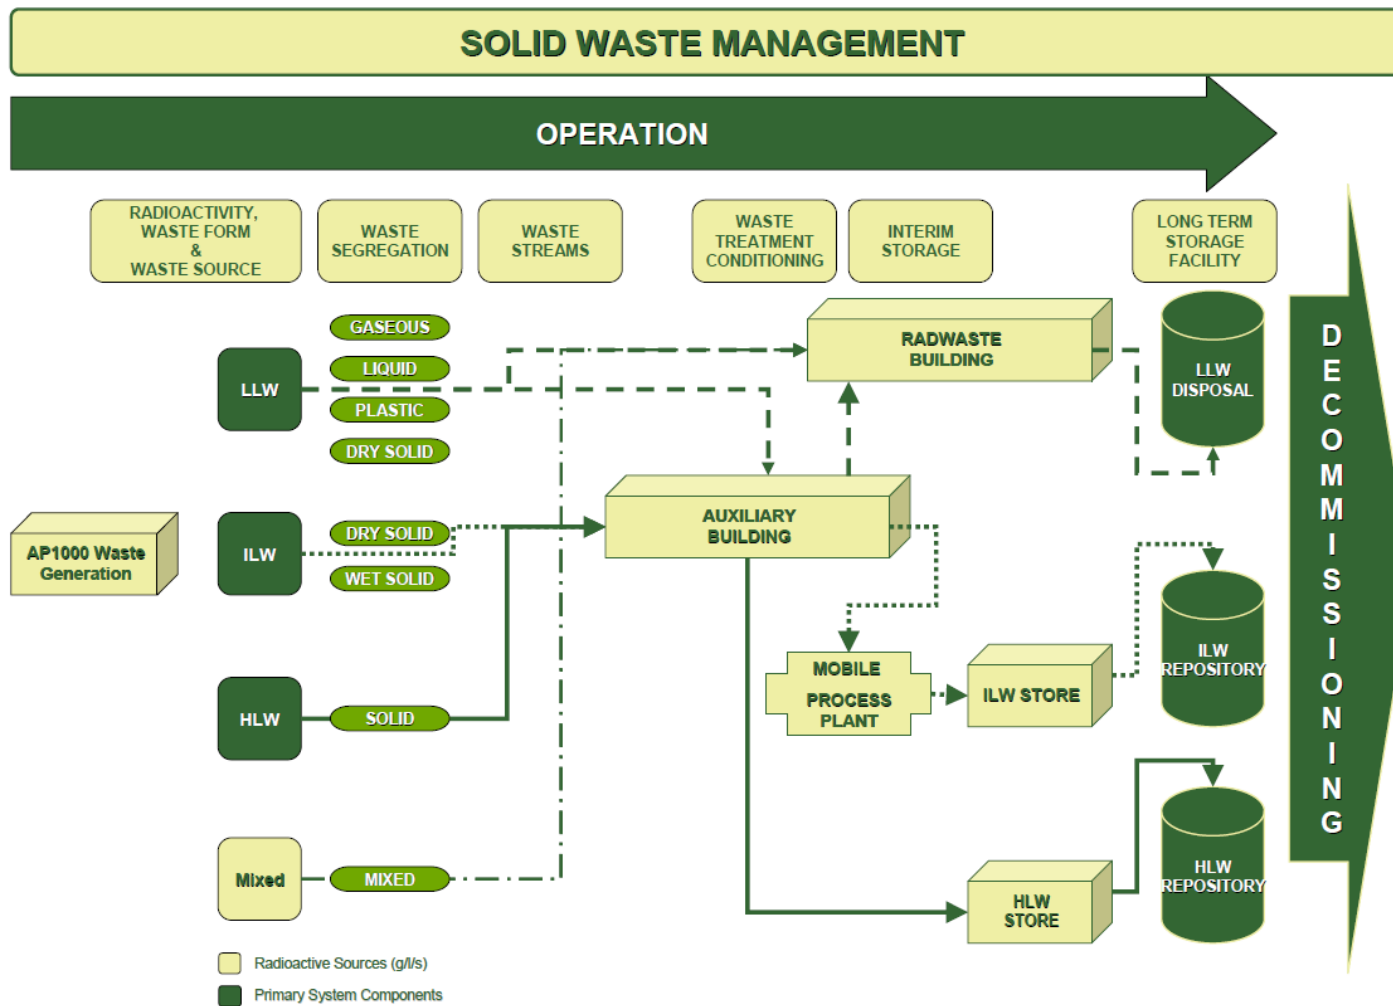 SOLID WASTE MANAGEMENT
OPERATION
RADIOACTIVITY,
WASTE FORM
&
WASTE SOURCE
WASTE
SEGREGATION
WASTE
STREAMS
WASTE
TREATMENT
CONDITIONING
INTERIM
STORAGE
LONG TERM
STORAGE
FACILITY
GASEOUS
LIQUID
PLASTIC
DRY SOLID
LLW
RADWASTE
BUILDING
LLW
DISPOSAL
DECOMMISSIONING
AP1000 Waste
Generation
ILW
DRY SOLID
WET SOLID
AUXILIARY
BUILDING
MOBILE
PROCESS
PLANT
ILW STORE
ILW
REPOSITORY
HLW
SOLID
Mixed
MIXED
HLW
STORE
HLW
REPOSITORY
Radioactive Sources (g/l/s)
Primary System Components